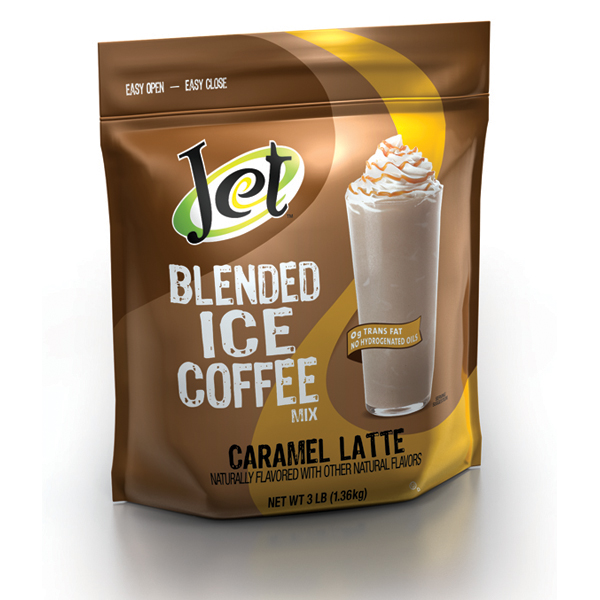 EASY OPEN — EASY CLOSE
Jet
BLENDED
ICE
COFFEE
MIX
0g TRANS FAT
NO HYDROGENATED OILS
CARAMEL LATTE
NATURALLY FLAVORED WITH OTHER NATURAL FLAVORS
NET WT 3 LB (1.36kg)